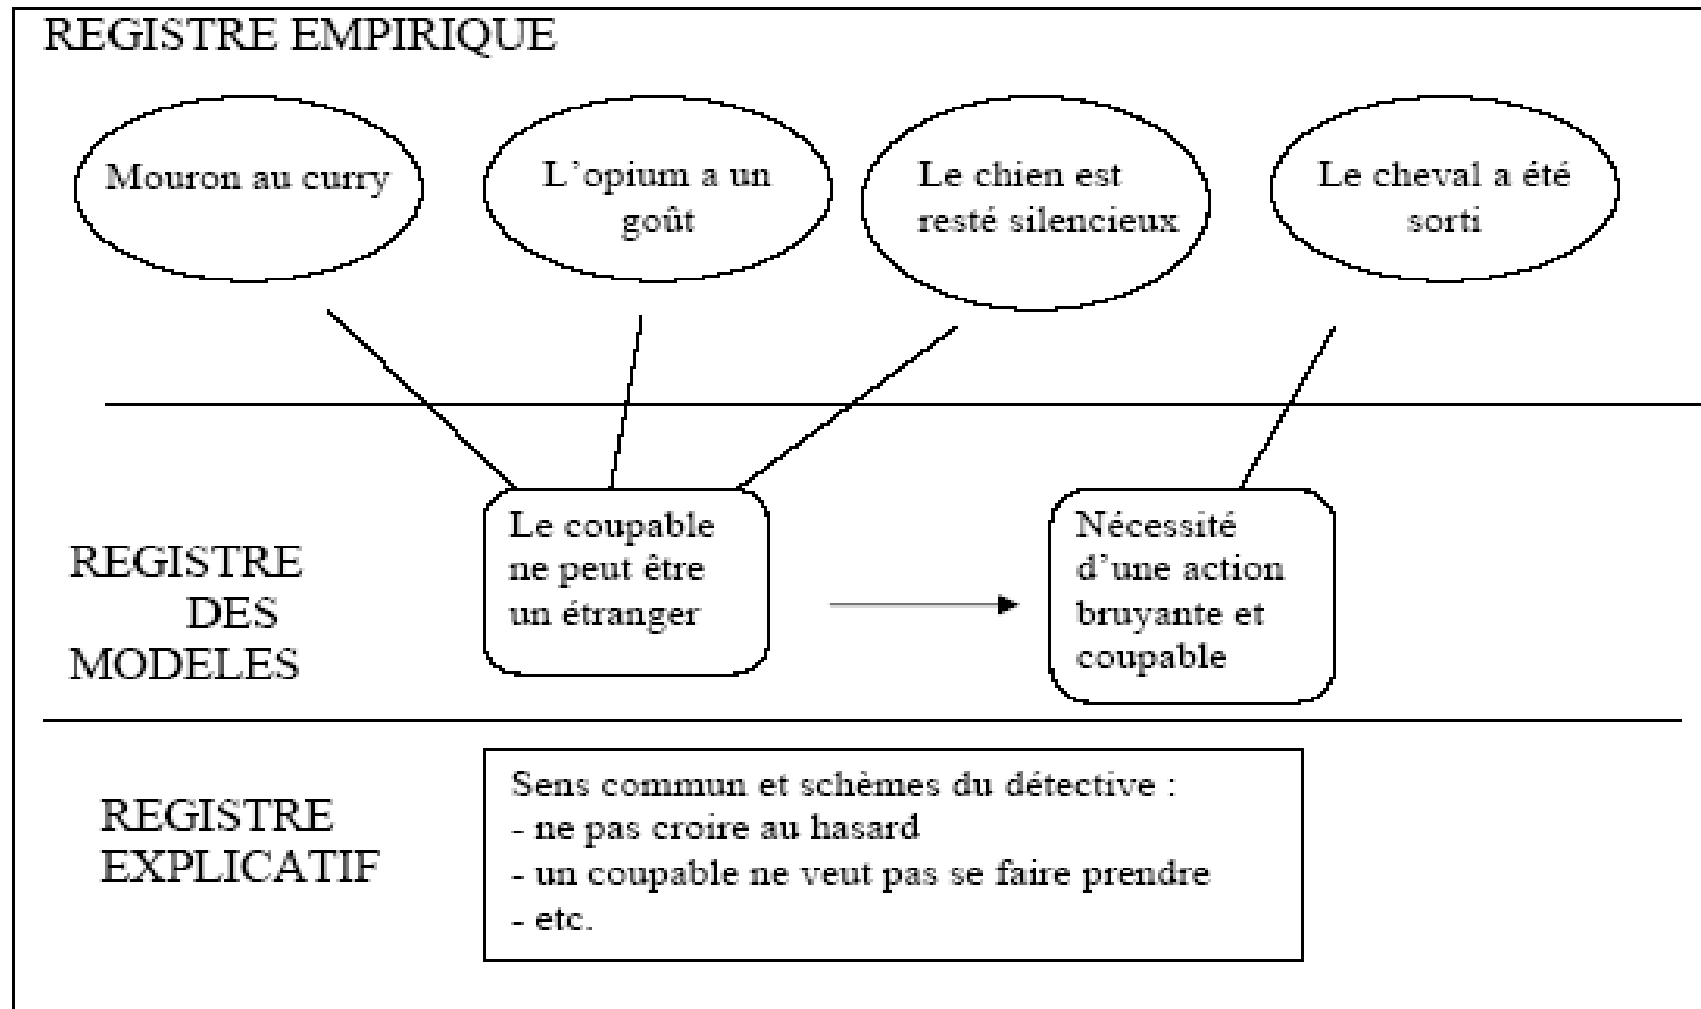 REGISTRE EMPIRIQUE
Mouron au curry
L'opium a un
goût
Le chien est
resté silencieux
Le cheval a été
sorti
REGISTRE
DES
MODELES
Le coupable
ne peut être
un étranger
Nécessité
d'une action
bruyante et
coupable
REGISTRE
EXPLICATIF
Sens commun et schèmes du détective :
- ne pas croire au hasard
- un coupable ne veut pas se faire prendre
- etc.